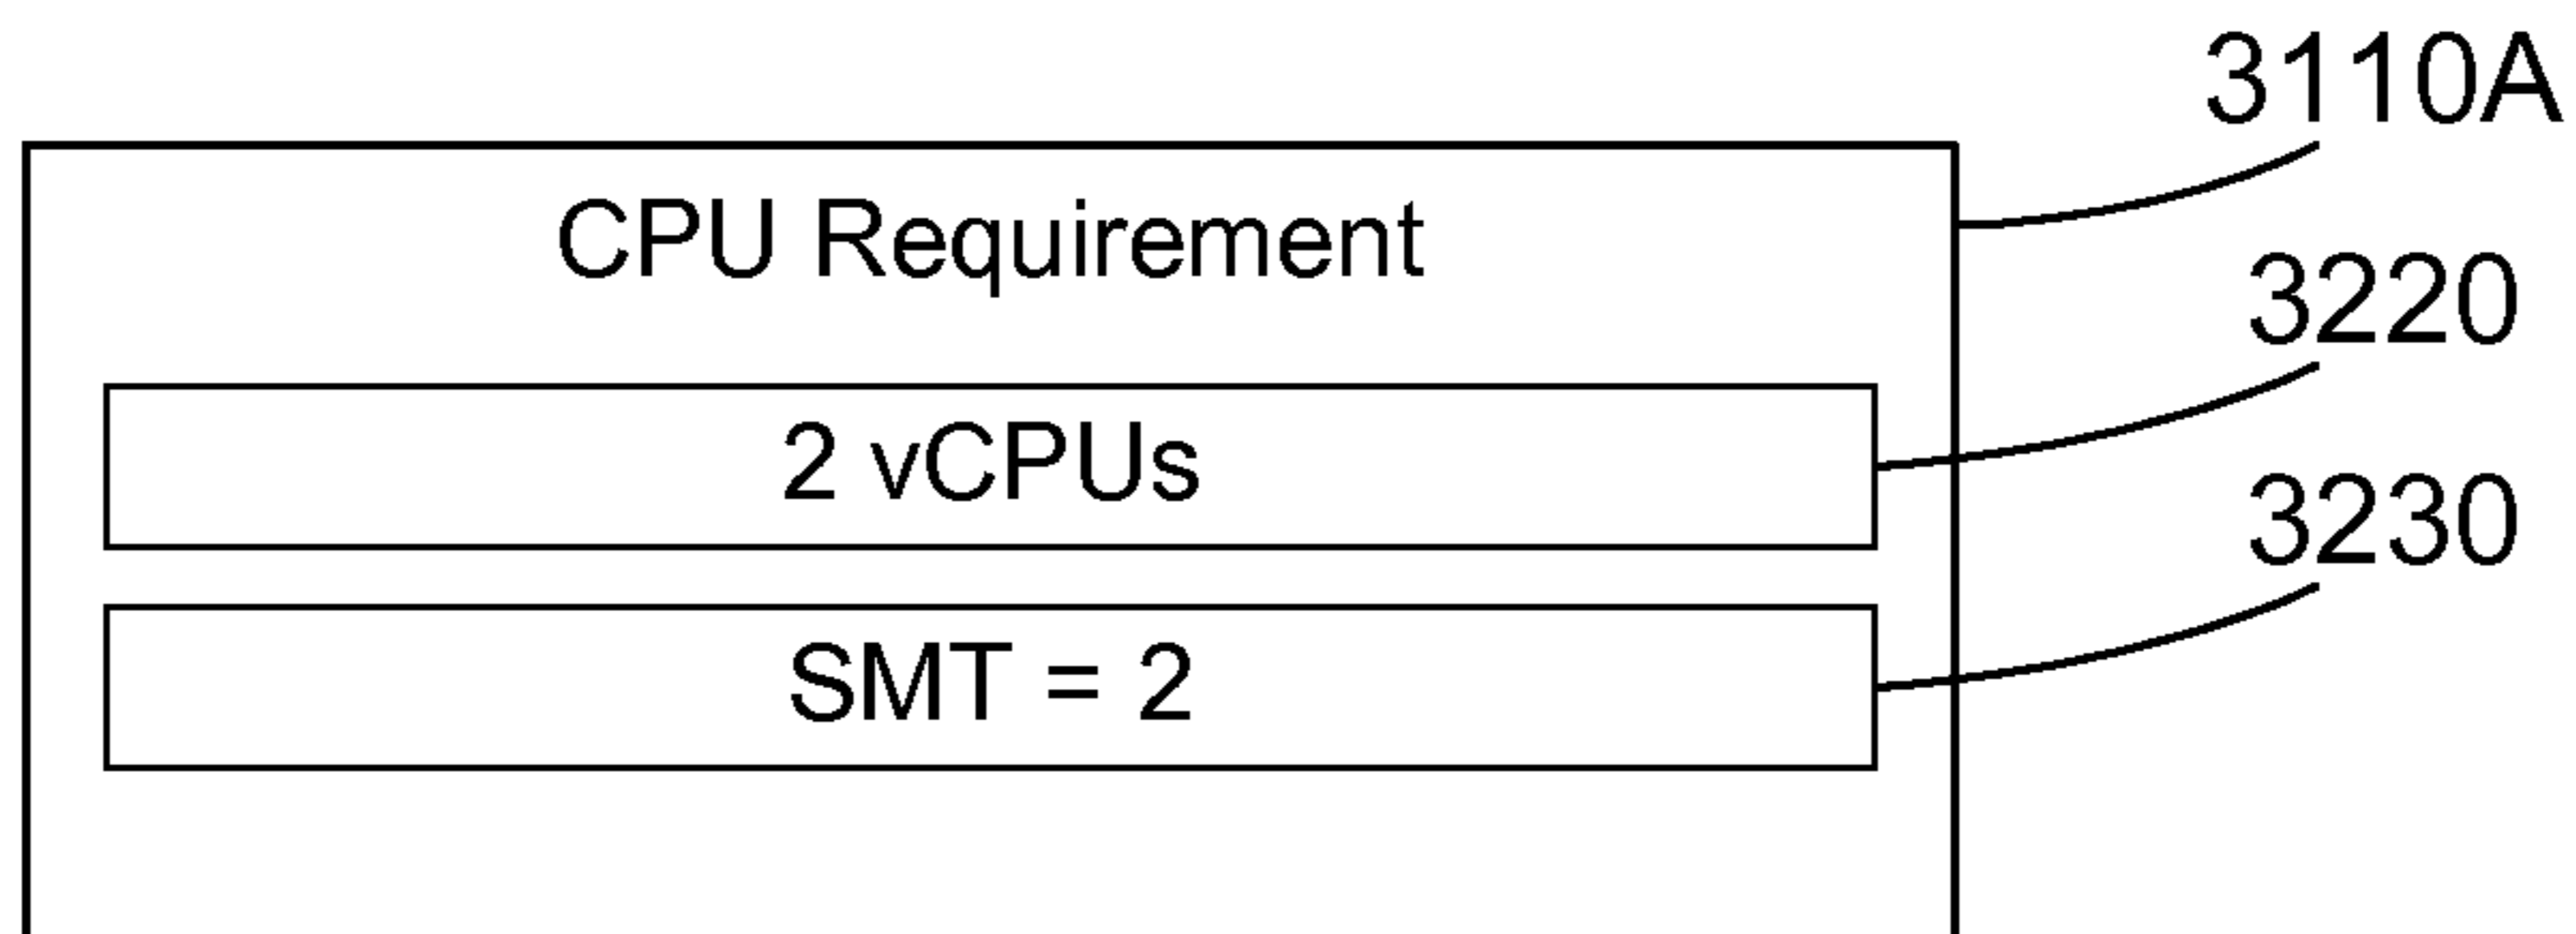 3110A
CPU Requirement
3220
2 vCPUs
3230
SMT = 2